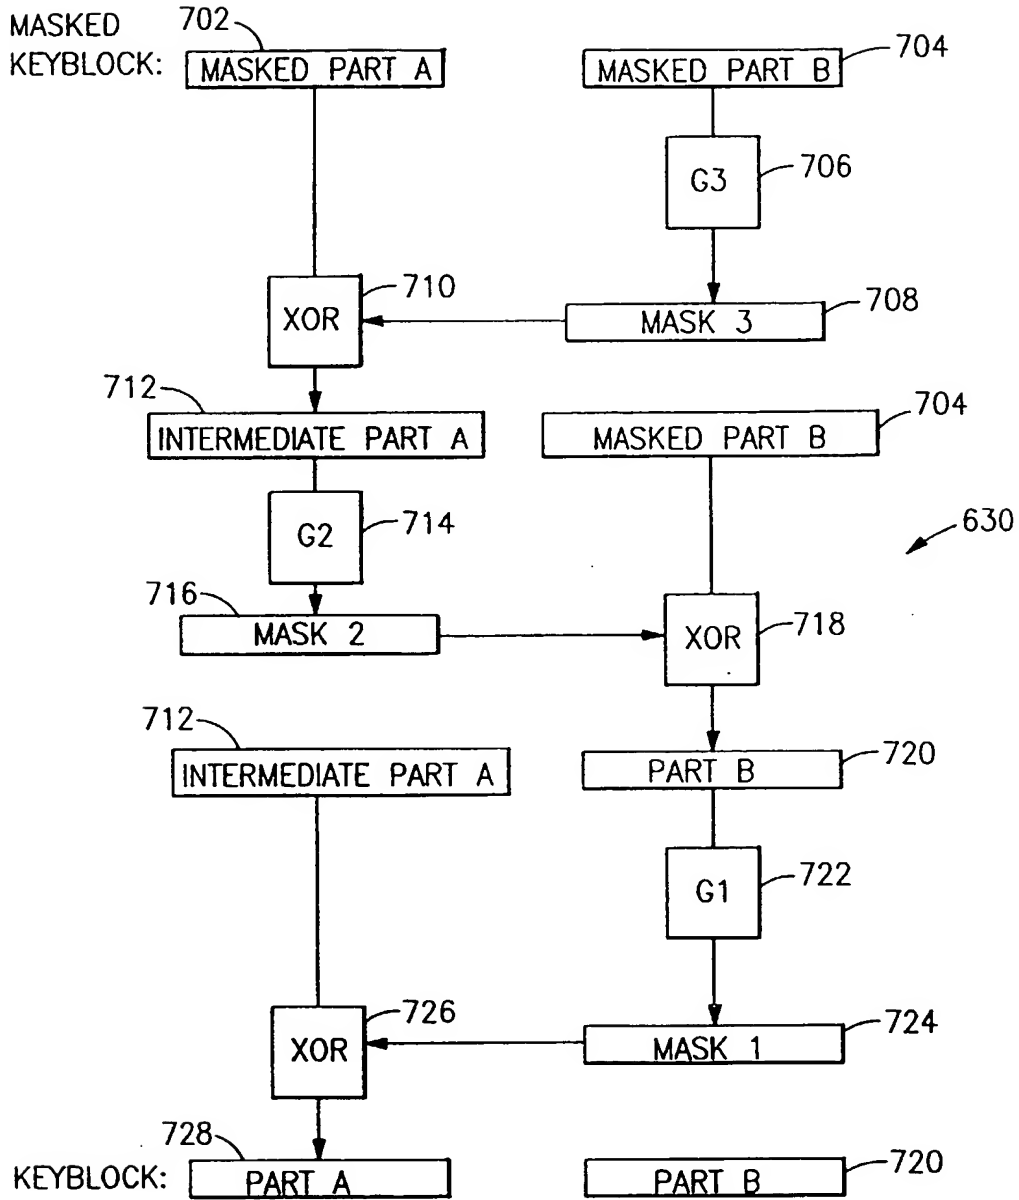 MASKED
KEYBLOCK:
702
MASKED PART A
704
MASKED PART B
G3
706
XOR
710
MASK 3
708
712
INTERMEDIATE PART A
704
MASKED PART B
G2
714
630
716
MASK 2
XOR
718
712
INTERMEDIATE PART A
720
PART B
G1
722
XOR
726
MASK 1
724
KEYBLOCK:
728
PART A
PART B
720